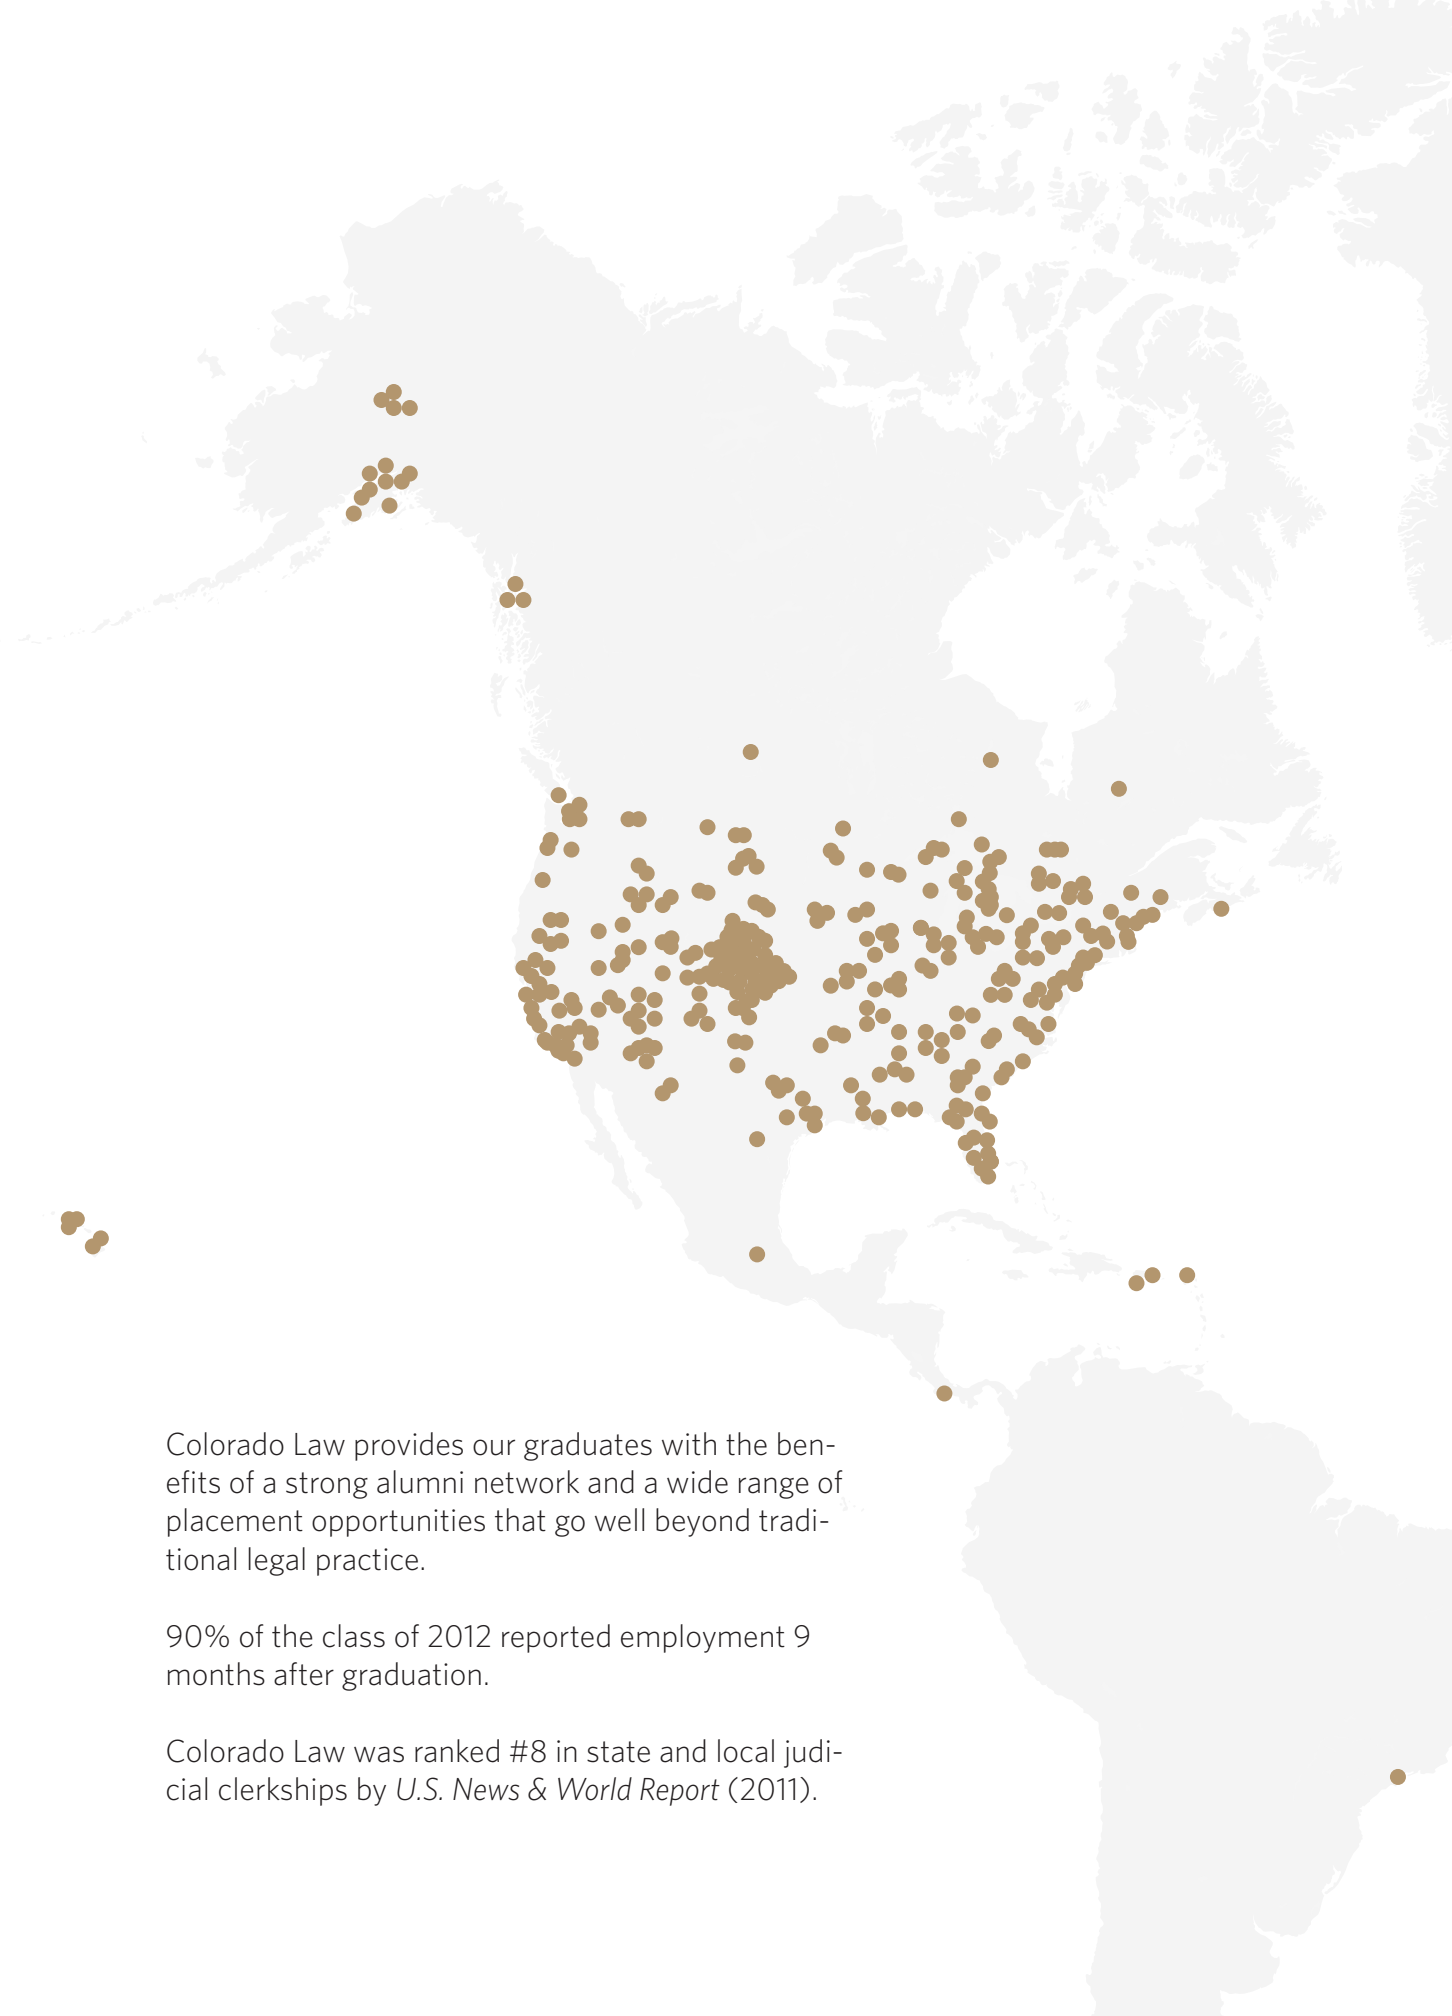 Colorado Law provides our graduates with the ben-
efits of a strong alumni network and a wide range of
placement opportunities that go well beyond tradi-
tional legal practice.
90% of the class of 2012 reported employment 9
months after graduation.
Colorado Law was ranked #8 in state and local judi-
cial clerkships by U.S. News & World Report (2011).